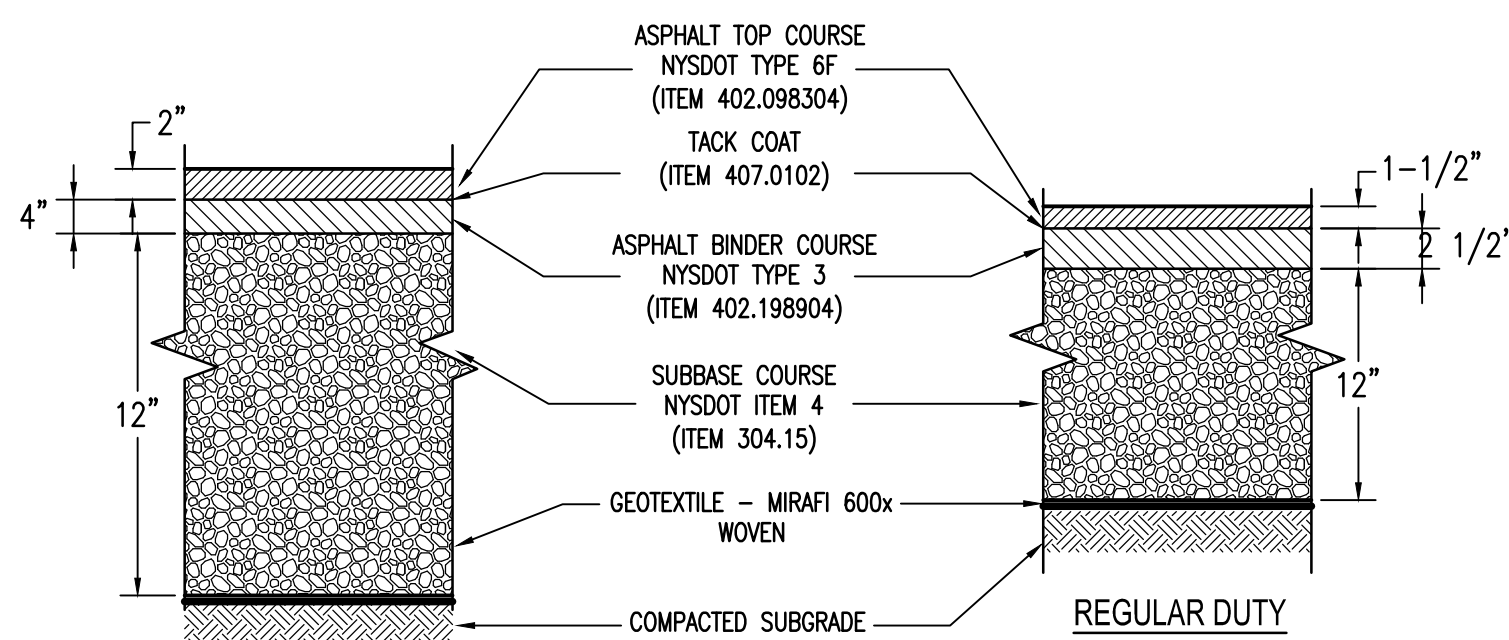 ASPHALT TOP COURSE
NYSDOT TYPE 6F
(ITEM 402.098304)
TACK COAT
(ITEM 407.0102)
ASPHALT BINDER COURSE
NYSDOT TYPE 3
(ITEM 402.198904)
SUBBASE COURSE
NYSDOT ITEM 4
(ITEM 304.15)
GEOTEXTILE – MIRAFI 600x
WOVEN
COMPACTED SUBGRADE
2”
4”
12”
1–1/2”
2 1/2’
12”
REGULAR DUTY